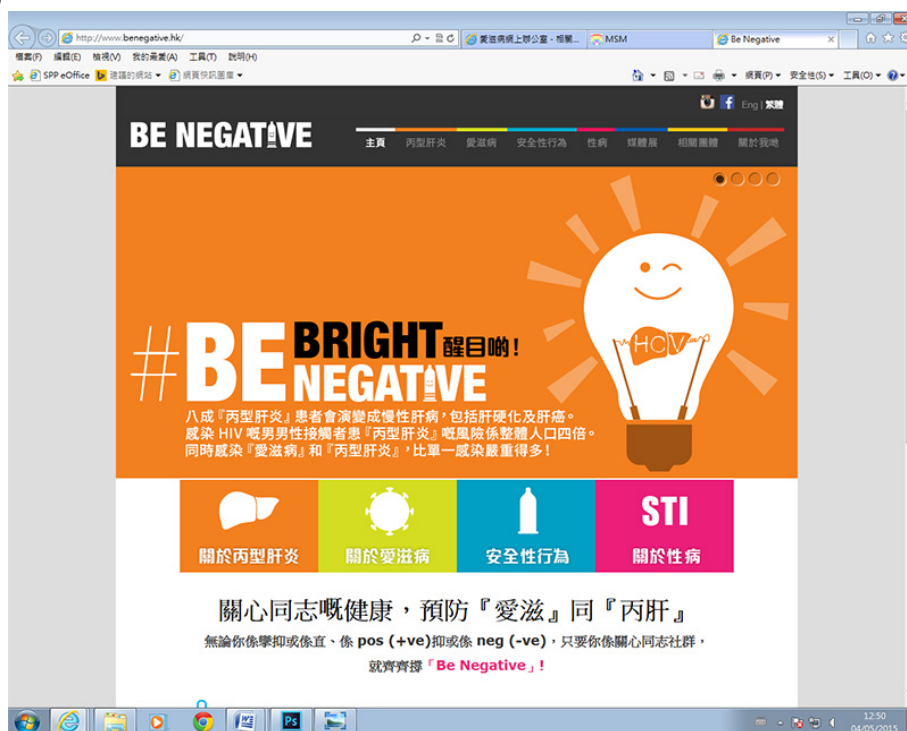 http://www.benegative.hk/
愛滋病網上辦公室 - 相關...
MSM
Be Negative
檔案(F) 編輯(E) 檢視(V) 我的最愛(A) 工具(T) 說明(H)
SPP eOffice 建議的網站 網頁快訊圖庫
網頁(P) 安全性(S) 工具(O)
Eng | 繁體
BE NEGATIVE
主頁 丙型肝炎 愛滋病 安全性行為 性病 媒體展 相關團體 關於我哋
HCV
#BE BRIGHT 醒目啲!
NEGATIVE
八成『丙型肝炎』患者會演變成慢性肝病,包括肝硬化及肝癌。
感染 HIV 嘅男男性接觸者患『丙型肝炎』嘅風險係整體人口四倍。
同時感染『愛滋病』和『丙型肝炎』,比單一感染嚴重得多!
STI
關於丙型肝炎 關於愛滋病 安全性行為 關於性病
關心同志嘅健康,預防『愛滋』同『丙肝』
無論你係攣抑或係直、係 pos (+ve)抑或係 neg (-ve),只要你係關心同志社群,
就齊齊撐「Be Negative」!
Ps
12:50
04/05/2015